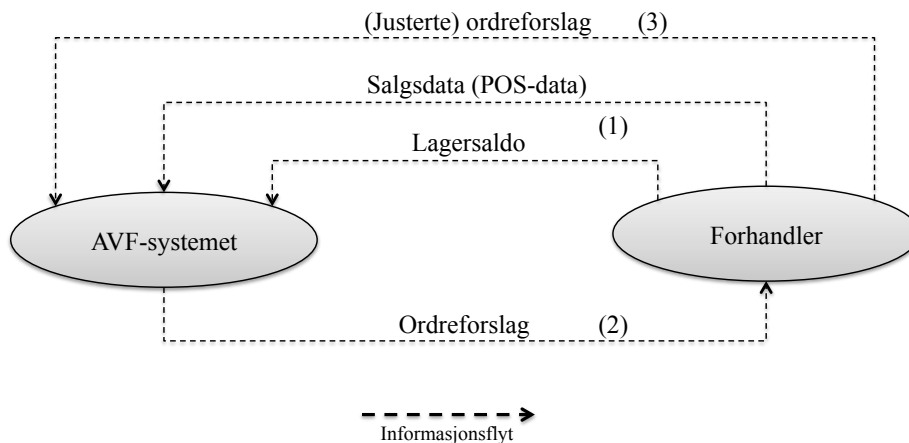 (Justerte) ordreforslag (3)
Salgsdata (POS-data)
(1)
Lagersaldo
AVF-systemet
Forhandler
Ordreforslag (2)
Informasjonsflyt